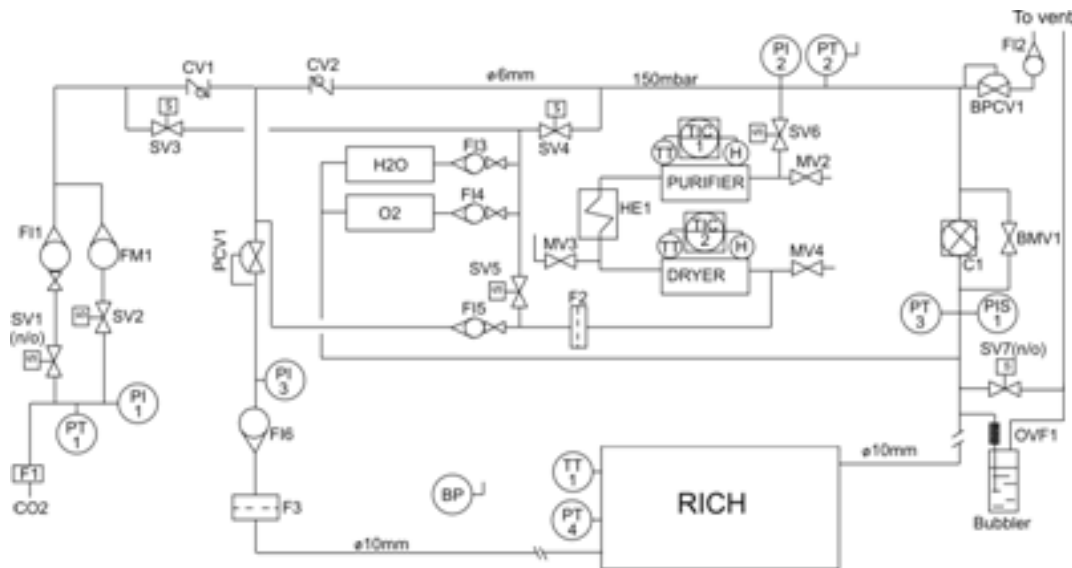 To vent
CV1
CV2
ø6mm
150mbar
PI
2
PT
2
FI2
BPCV1
S
SV3
S
SV4
S
SV6
FI3
H2O
TIC
1
TT
H
MV2
PURIFIER
FI4
O2
HE1
TIC
2
FI1
FM1
PCV1
MV3
TT
H
MV4
BMV1
C1
SV5
S
DRYER
F2
FI5
SV1
(n/o)
S
S
SV2
PT
3
PIS
1
SV7(n/o)
S
PI
3
PI
1
PT
1
FI6
OVF1
ø10mm
F1
CO2
F3
BP
TT
1
PT
4
RICH
Bubbler
ø10mm